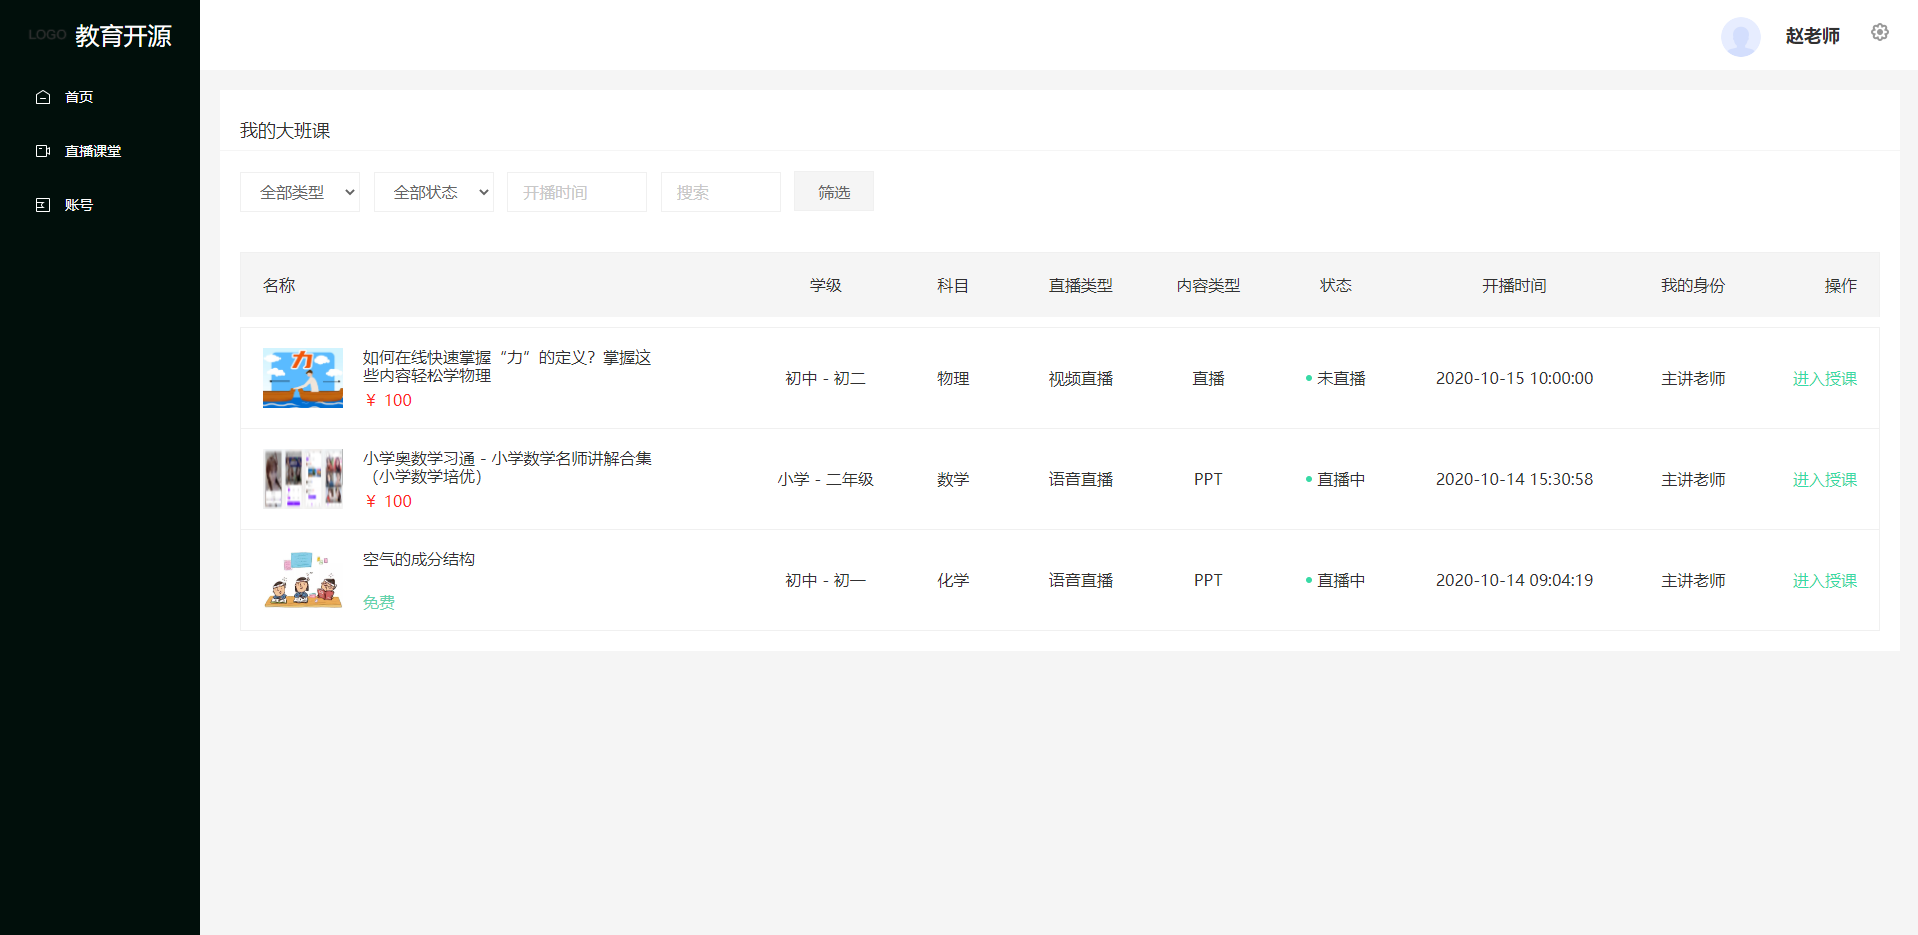 LOGO 教育开源
赵老师
首页
直播课堂
账号
我的大班课
全部类型 全部状态 开播时间 搜索 筛选
名称 学级 科目 直播类型 内容类型 状态 开播时间 我的身份 操作
力
如何在线快速掌握“力”的定义？掌握这
些内容轻松学物理
¥ 100
初中 - 初二 物理 视频直播 直播 未直播 2020-10-15 10:00:00 主讲老师 进入授课
小学奥数学习通 - 小学数学名师讲解合集
（小学数学培优）
¥ 100
小学 - 二年级 数学 语音直播 PPT 直播中 2020-10-14 15:30:58 主讲老师 进入授课
空气的成分结构
免费
初中 - 初一 化学 语音直播 PPT 直播中 2020-10-14 09:04:19 主讲老师 进入授课